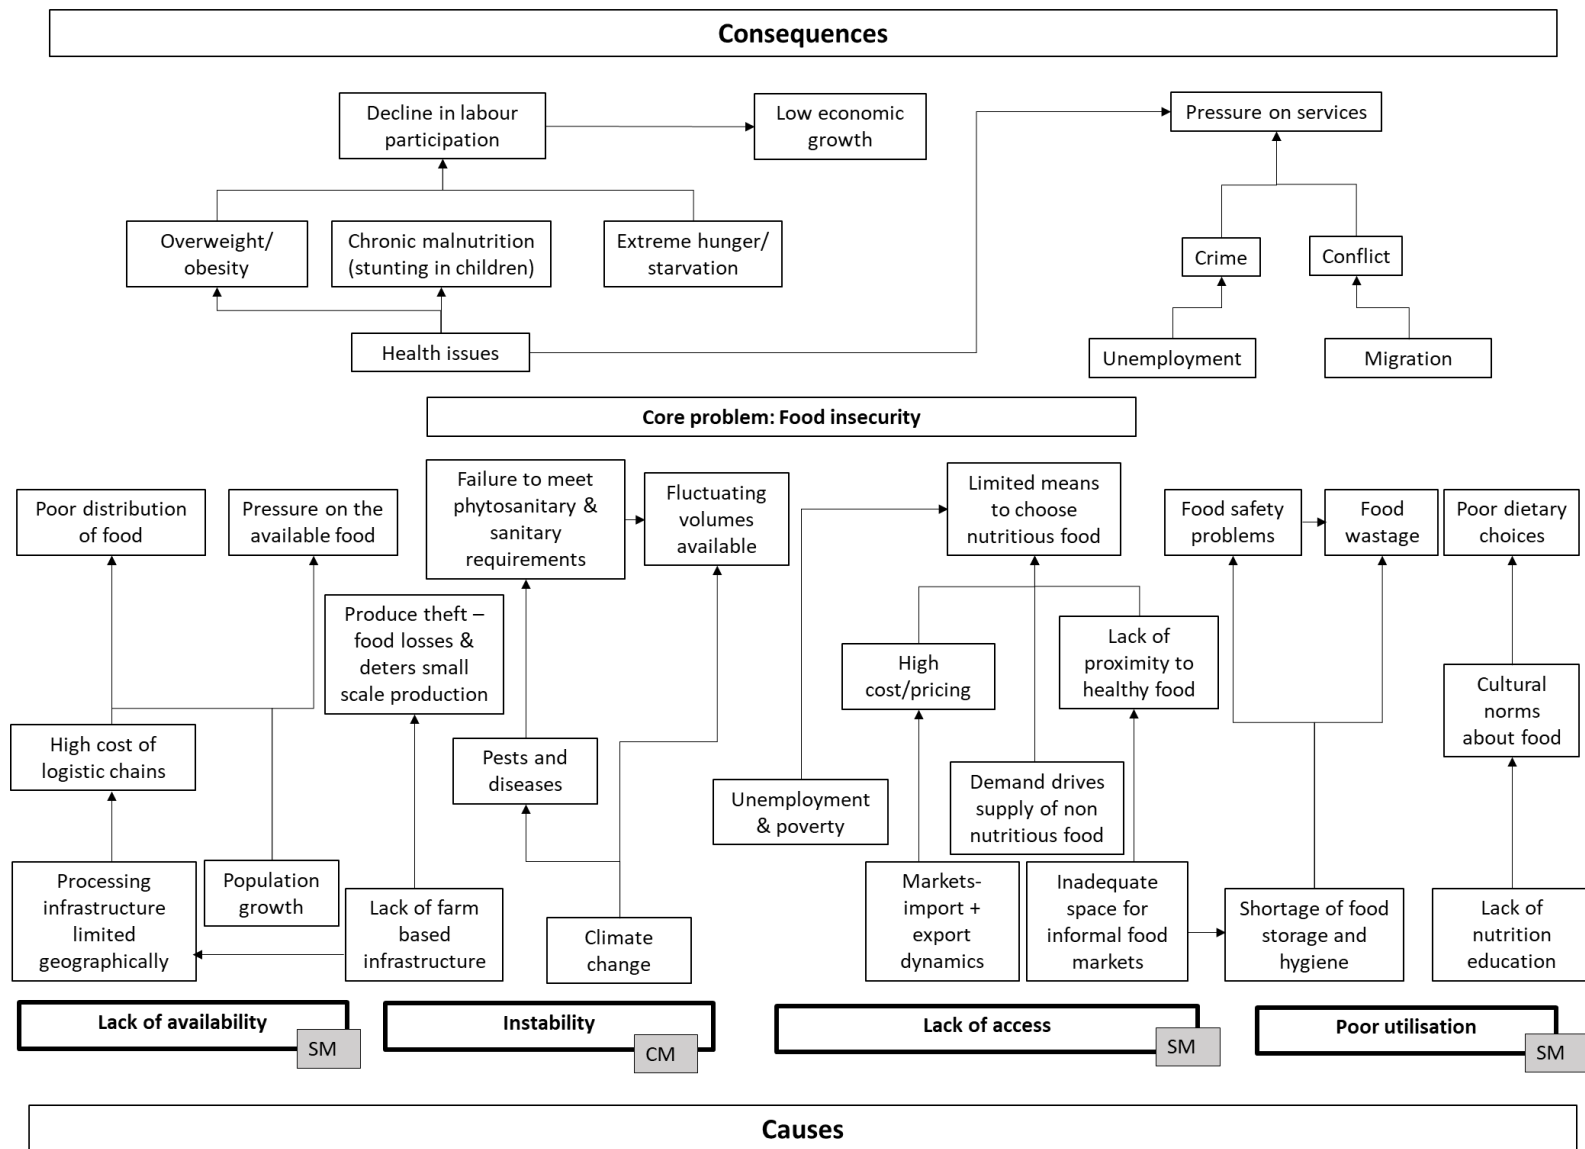 Consequences
Decline in labour
participation
Low economic
growth
Pressure on services
Overweight/
obesity
Chronic malnutrition
(stunting in children)
Extreme hunger/
starvation
Crime
Conflict
Health issues
Unemployment
Migration
Core problem: Food insecurity
Poor distribution
of food
Pressure on the
available food
Failure to meet
phytosanitary &
sanitary
requirements
Fluctuating
volumes
available
Limited means
to choose
nutritious food
Food safety
problems
Food
wastage
Poor dietary
choices
Produce theft –
food losses &
deters small
scale production
High
cost/pricing
Lack of
proximity to
healthy food
Cultural
norms
about food
High cost of
logistic chains
Pests and
diseases
Unemployment
& poverty
Demand drives
supply of non
nutritious food
Processing
infrastructure
limited
geographically
Population
growth
Lack of farm
based
infrastructure
Climate
change
Markets-
import +
export
dynamics
Inadequate
space for
informal food
markets
Shortage of food
storage and
hygiene
Lack of
nutrition
education
Lack of availability
SM
Instability
CM
Lack of access
SM
Poor utilisation
SM
Causes